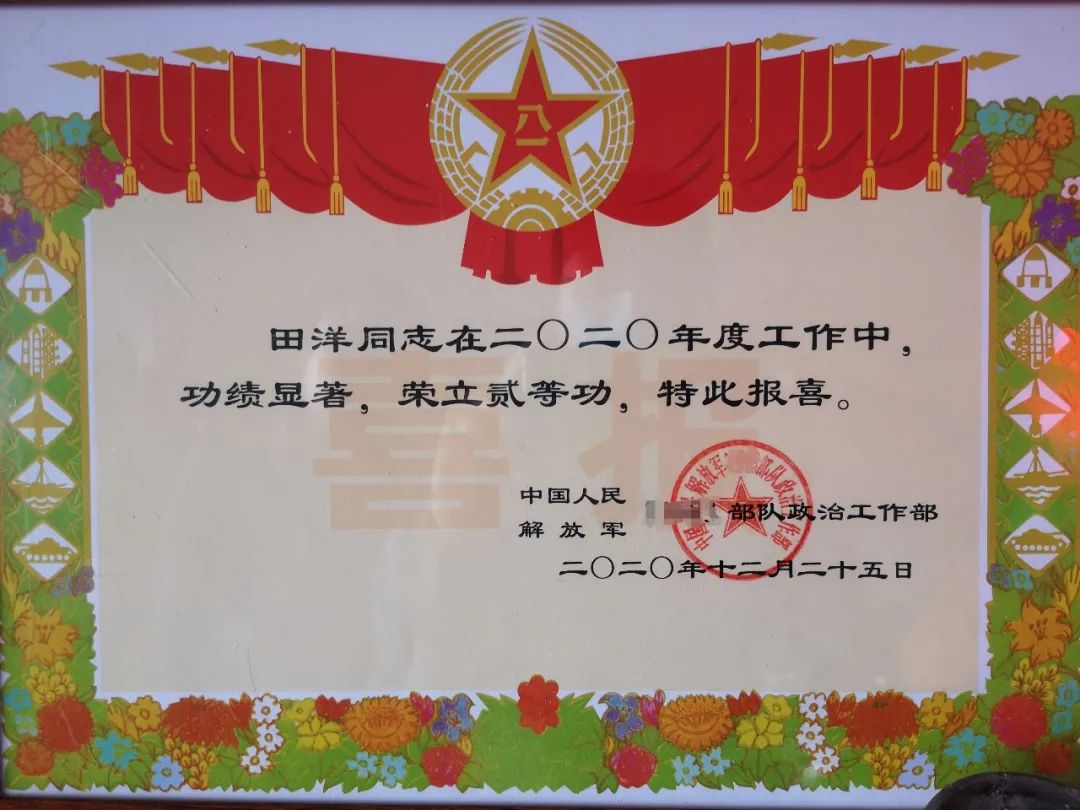 八一
田洋同志在二〇二〇年度工作中，
功绩显著，荣立贰等功，特此报喜。
喜报
中国人民
解放军 部队政治工作部
二〇二〇年十二月二十五日